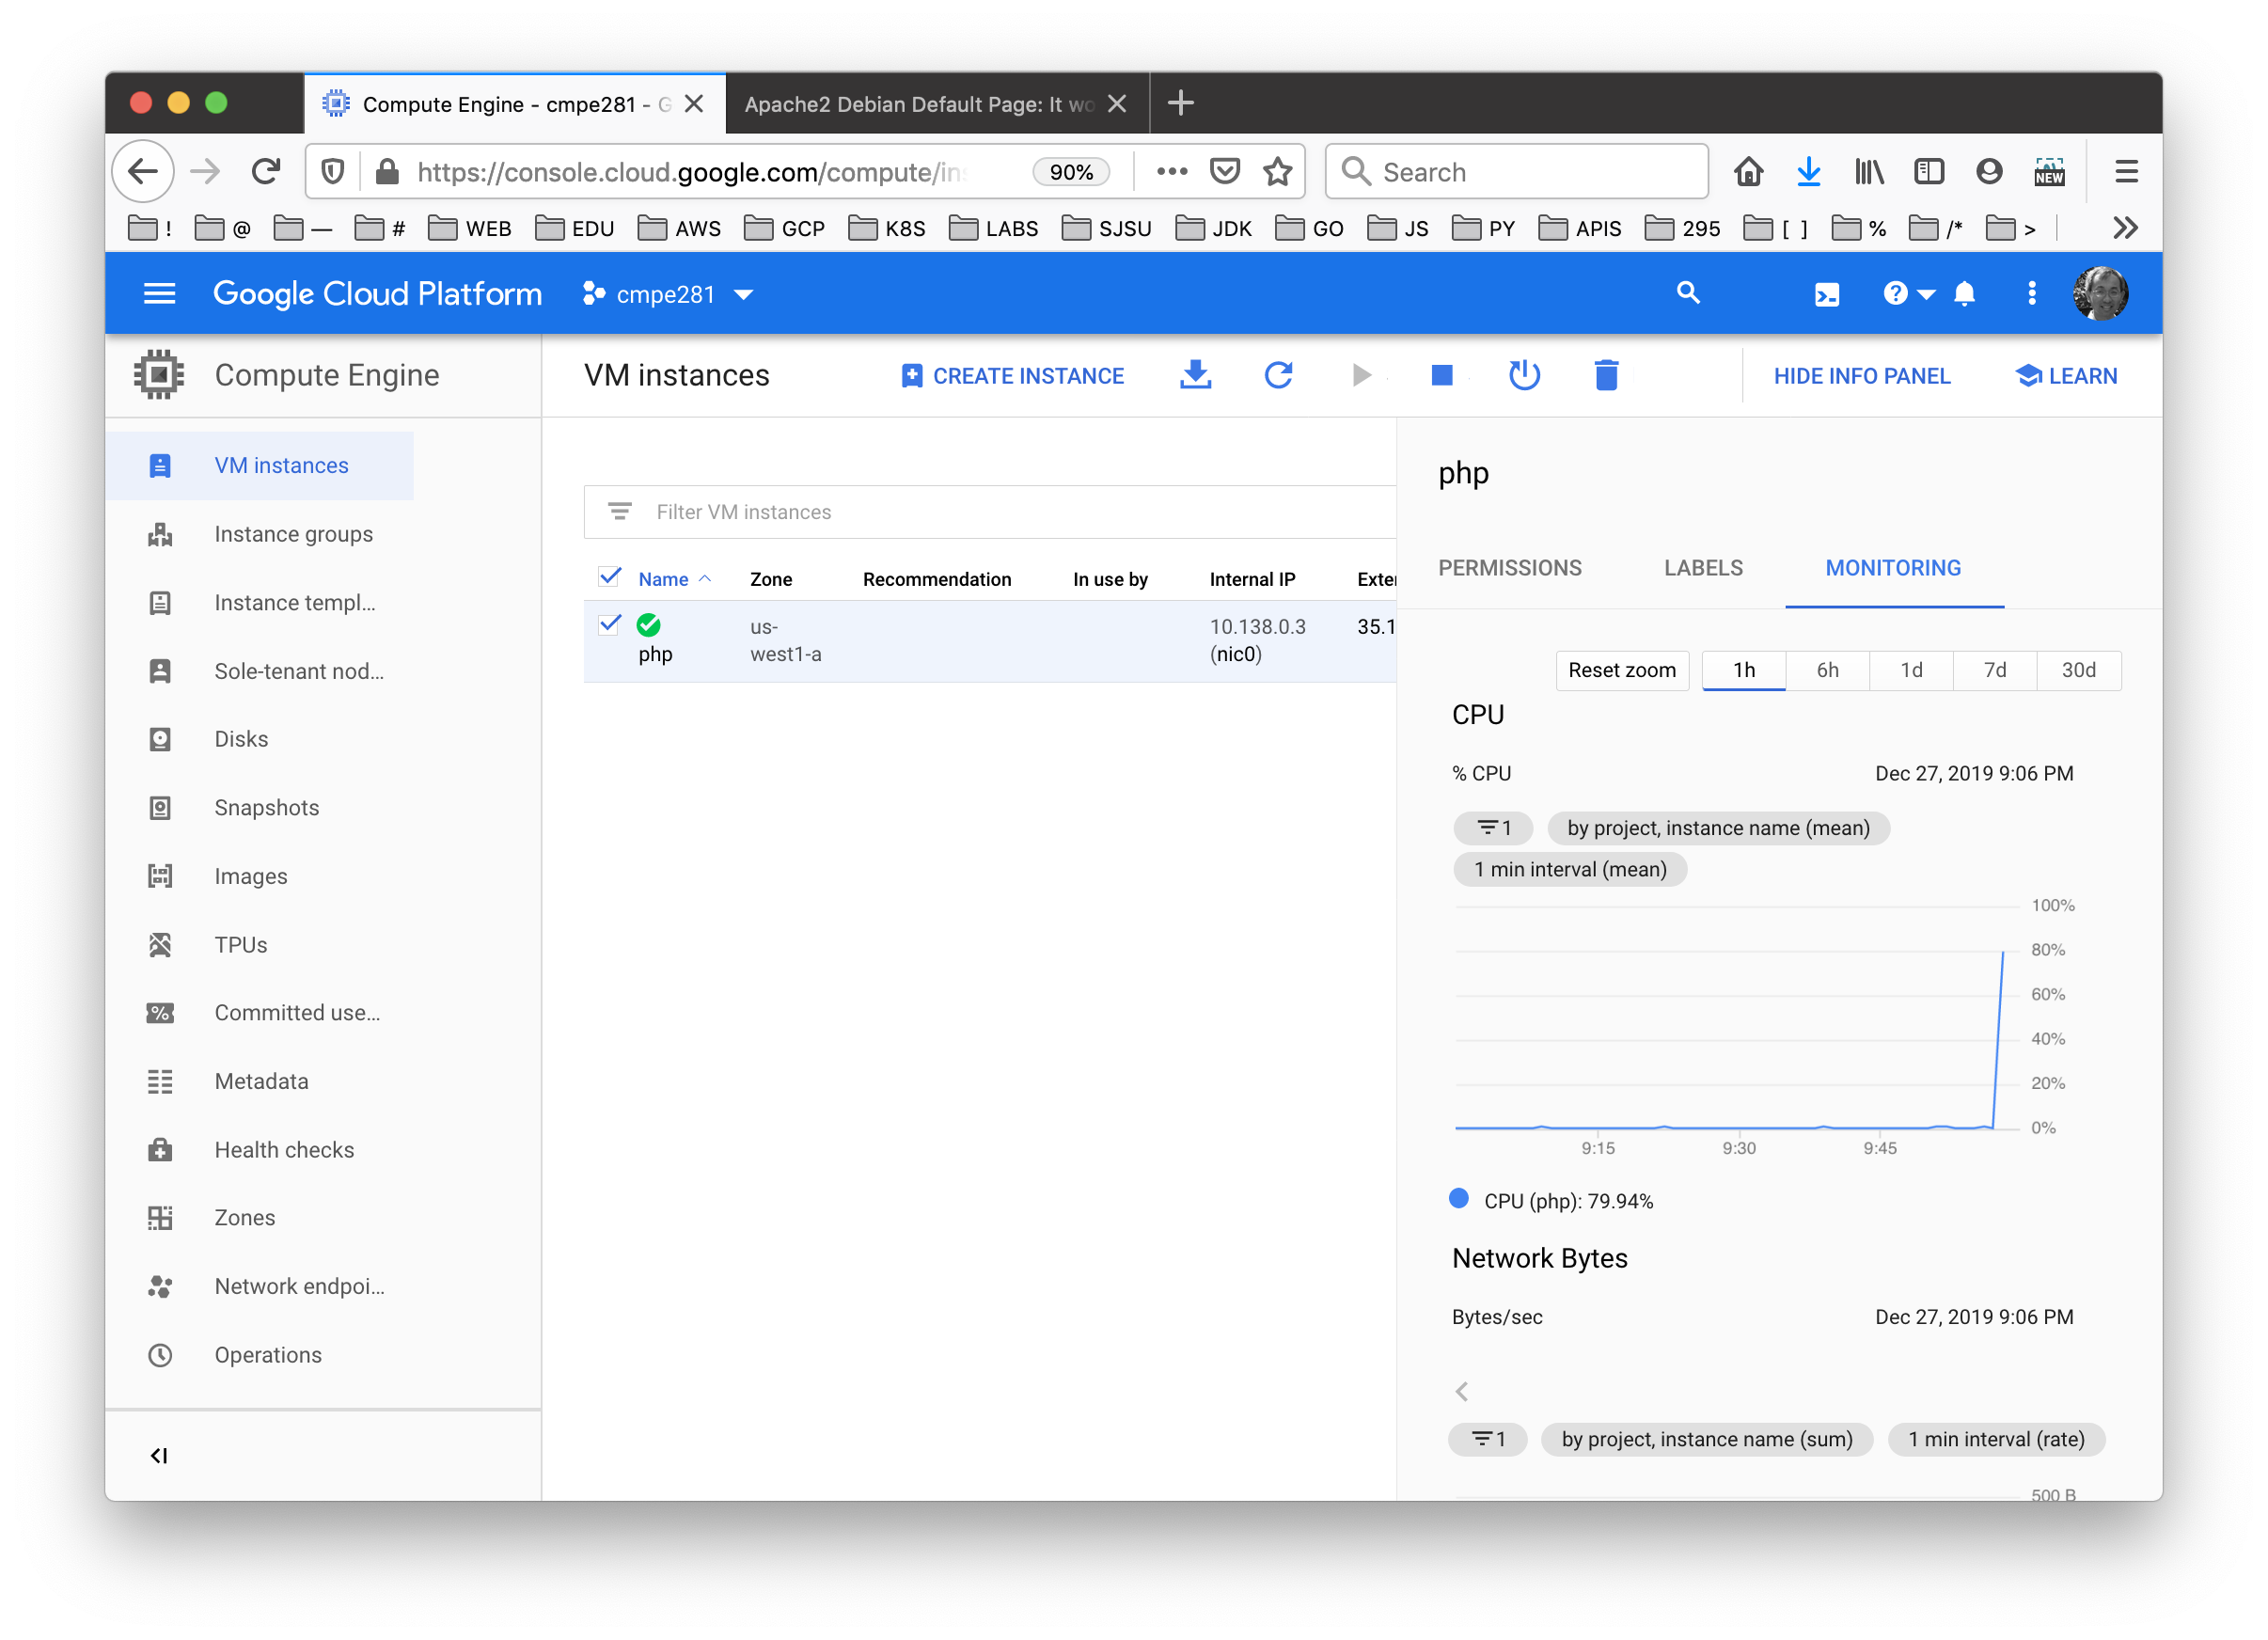 Compute Engine - cmpe281 - G
Apache2 Debian Default Page: It wo
https://console.cloud.google.com/compute/ins
90%
Search
NEW
! @ — # WEB EDU AWS GCP K8S LABS SJSU JDK GO JS PY APIS 295 [ ] % /* >
Google Cloud Platform cmpe281
Compute Engine
VM instances
CREATE INSTANCE
HIDE INFO PANEL
LEARN
VM instances
Instance groups
Instance templ...
Sole-tenant nod...
Disks
Snapshots
Images
TPUs
Committed use...
Metadata
Health checks
Zones
Network endpoi...
Operations
Filter VM instances
Name Zone Recommendation In use by Internal IP Exter
php
us-
west1-a
10.138.0.3
(nic0)
35.1
php
PERMISSIONS LABELS MONITORING
Reset zoom 1h 6h 1d 7d 30d
CPU
% CPU Dec 27, 2019 9:06 PM
1 by project, instance name (mean)
1 min interval (mean)
100%
80%
60%
40%
20%
0%
9:15 9:30 9:45
CPU (php): 79.94%
Network Bytes
Bytes/sec Dec 27, 2019 9:06 PM
1 by project, instance name (sum) 1 min interval (rate)
500 B